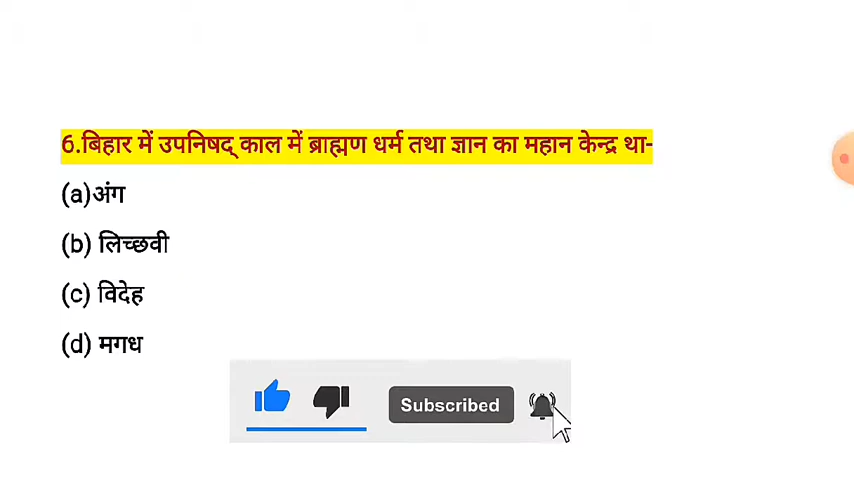 6.बिहार में उपनिषद् काल में ब्राह्मण धर्म तथा ज्ञान का महान केन्द्र था-
(a)अंग
(b) लिच्छवी
(c) विदेह
(d) मगध
Subscribed